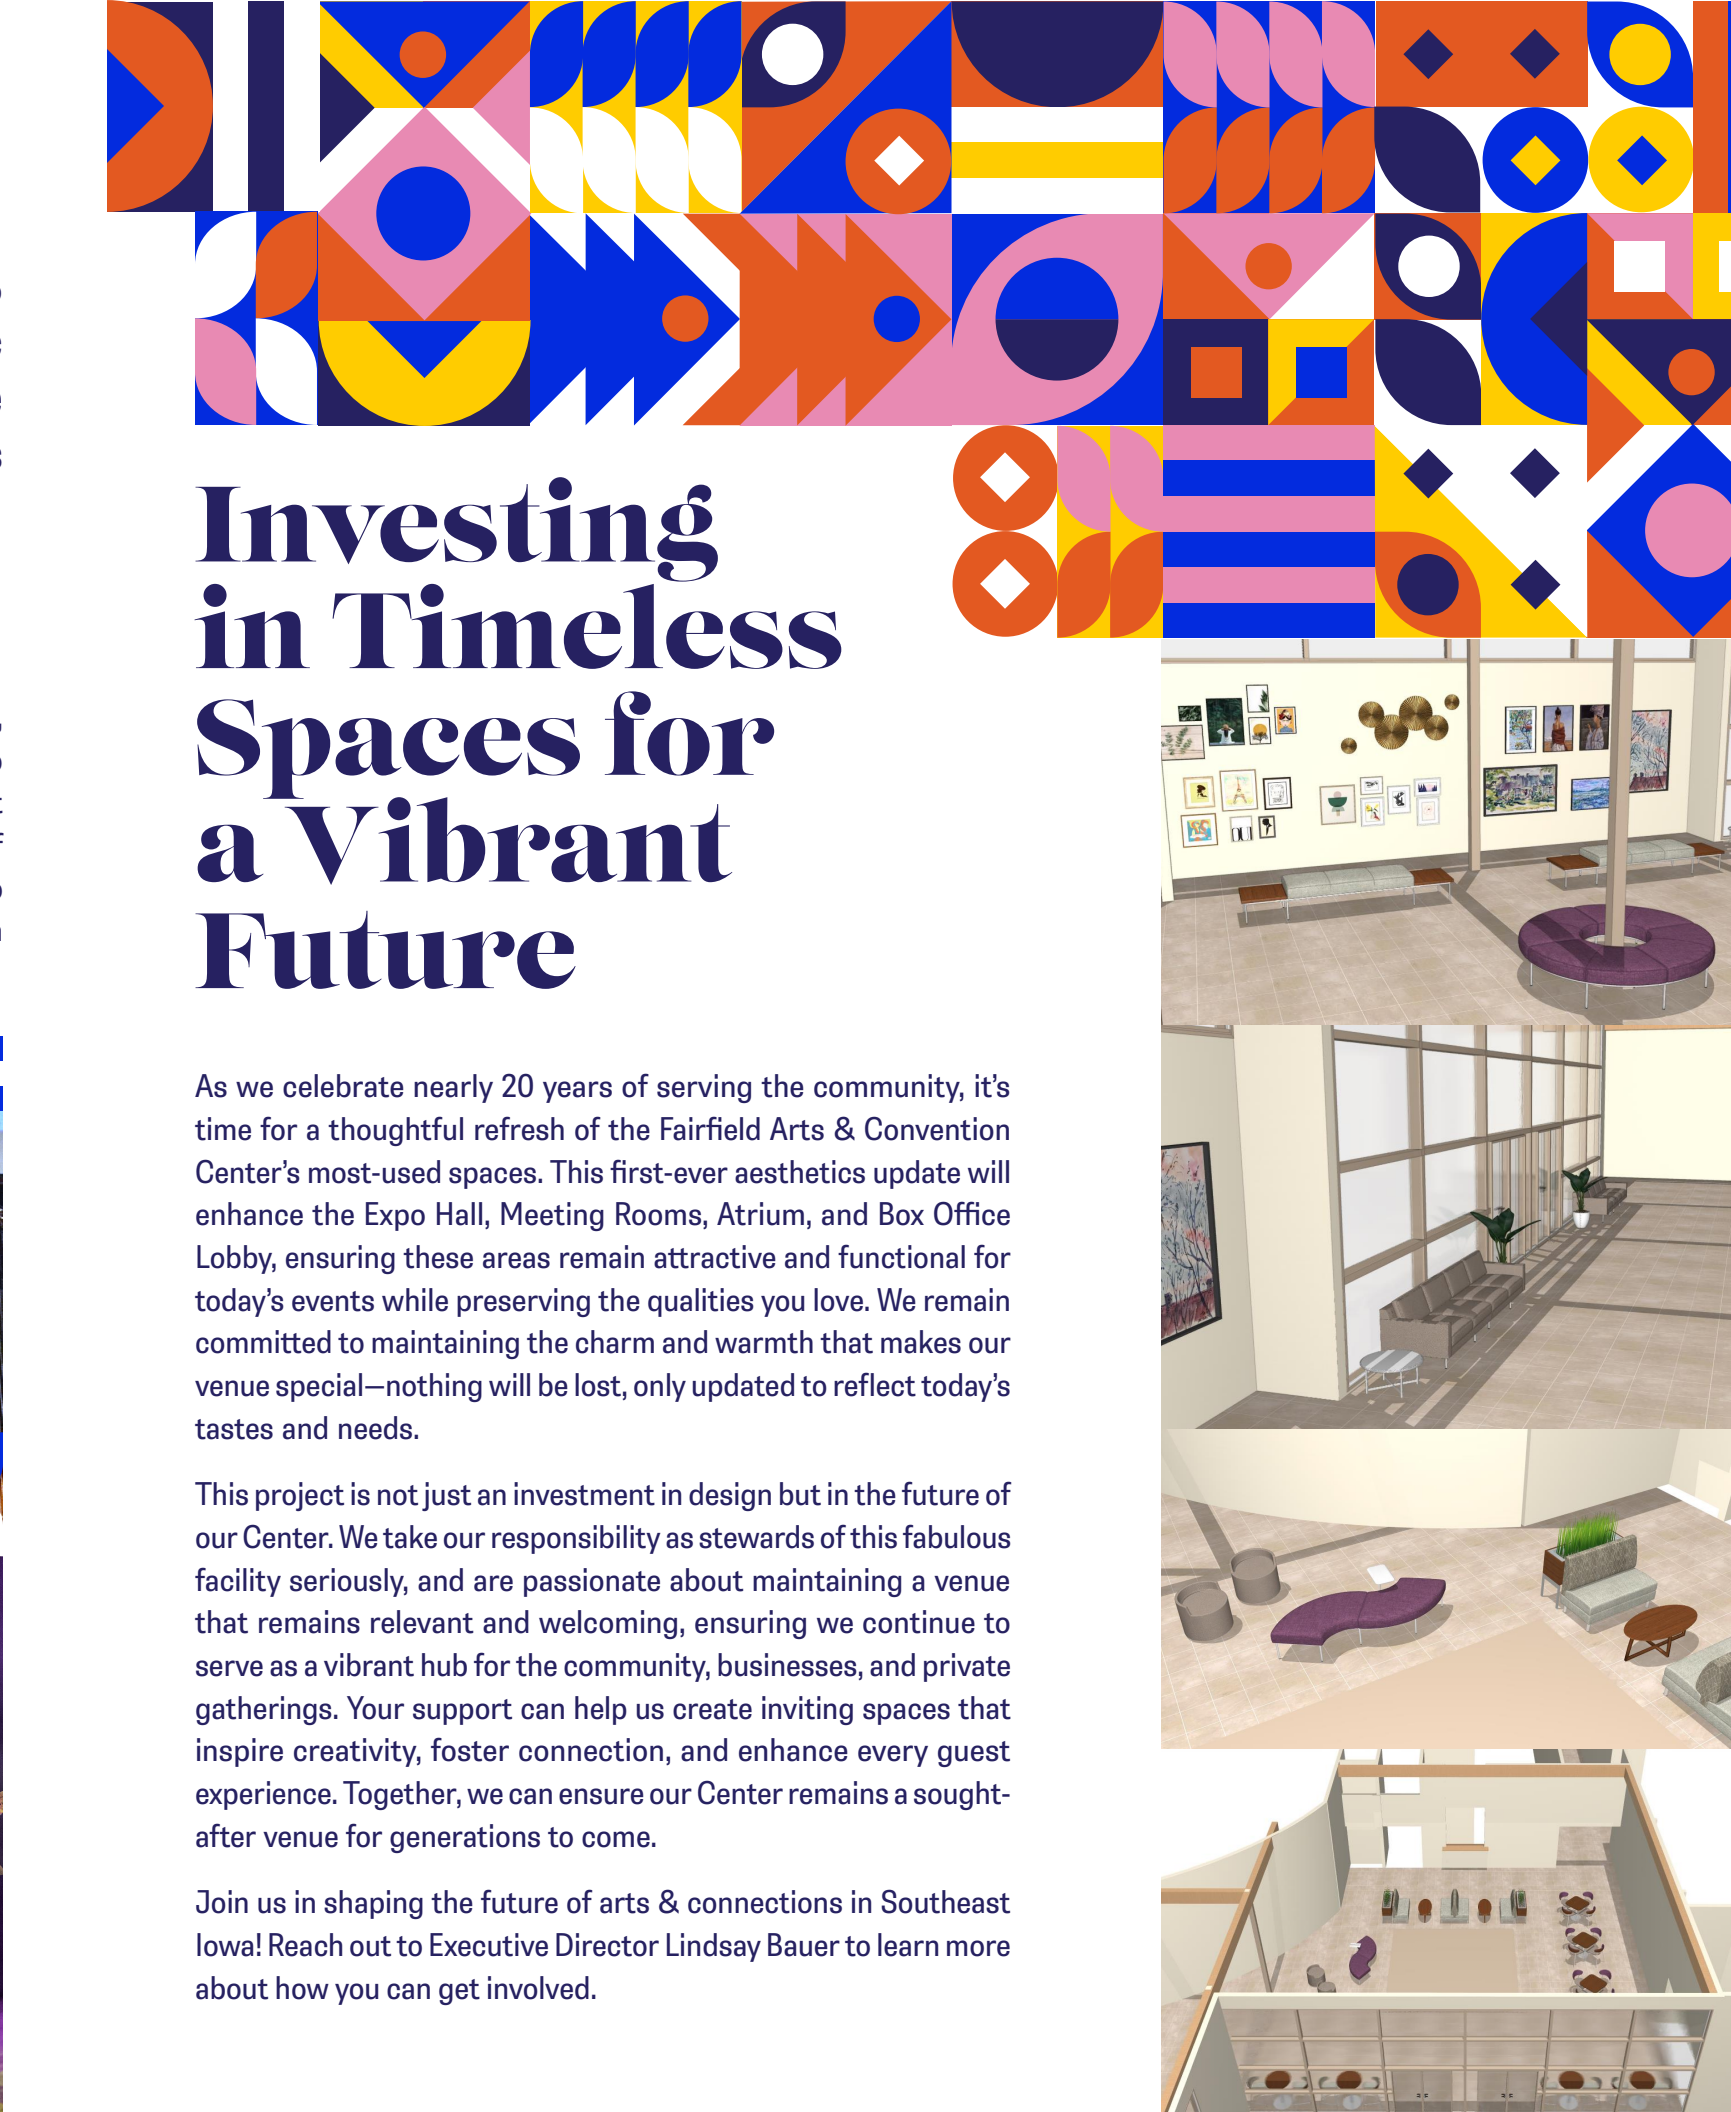 Investing
in Timeless
Spaces for
a Vibrant
Future
As we celebrate nearly 20 years of serving the community, it’s
time for a thoughtful refresh of the Fairfield Arts & Convention
Center’s most-used spaces. This first-ever aesthetics update will
enhance the Expo Hall, Meeting Rooms, Atrium, and Box Office
Lobby, ensuring these areas remain attractive and functional for
today’s events while preserving the qualities you love. We remain
committed to maintaining the charm and warmth that makes our
venue special—nothing will be lost, only updated to reflect today’s
tastes and needs.
This project is not just an investment in design but in the future of
our Center. We take our responsibility as stewards of this fabulous
facility seriously, and are passionate about maintaining a venue
that remains relevant and welcoming, ensuring we continue to
serve as a vibrant hub for the community, businesses, and private
gatherings. Your support can help us create inviting spaces that
inspire creativity, foster connection, and enhance every guest
experience. Together, we can ensure our Center remains a sought-
after venue for generations to come.
Join us in shaping the future of arts & connections in Southeast
Iowa! Reach out to Executive Director Lindsay Bauer to learn more
about how you can get involved.